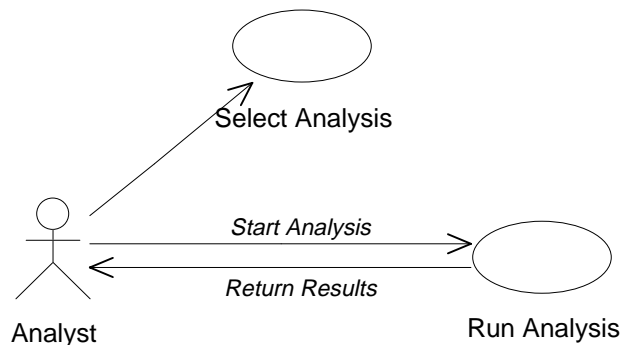 Select Analysis
Start Analysis
Return Results
Analyst
Run Analysis